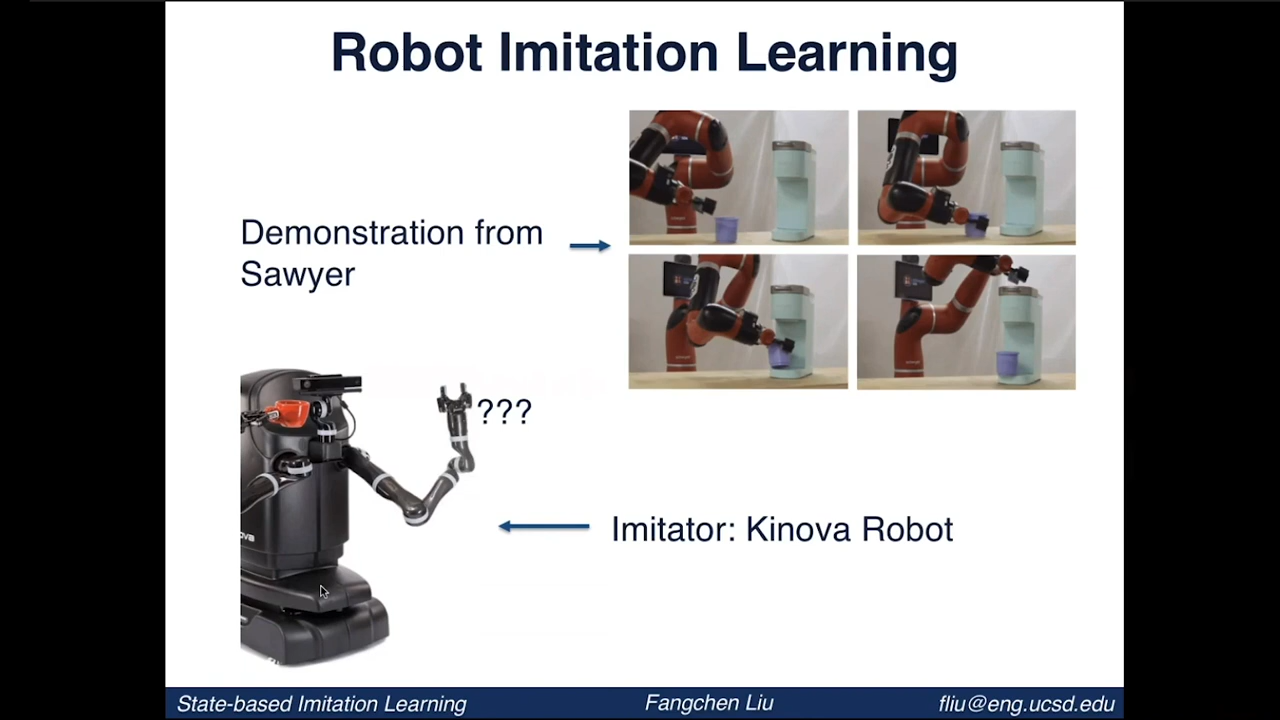 Robot Imitation Learning
Demonstration from
Sawyer
???
Imitator: Kinova Robot
State-based Imitation Learning
Fangchen Liu
fliu@eng.ucsd.edu